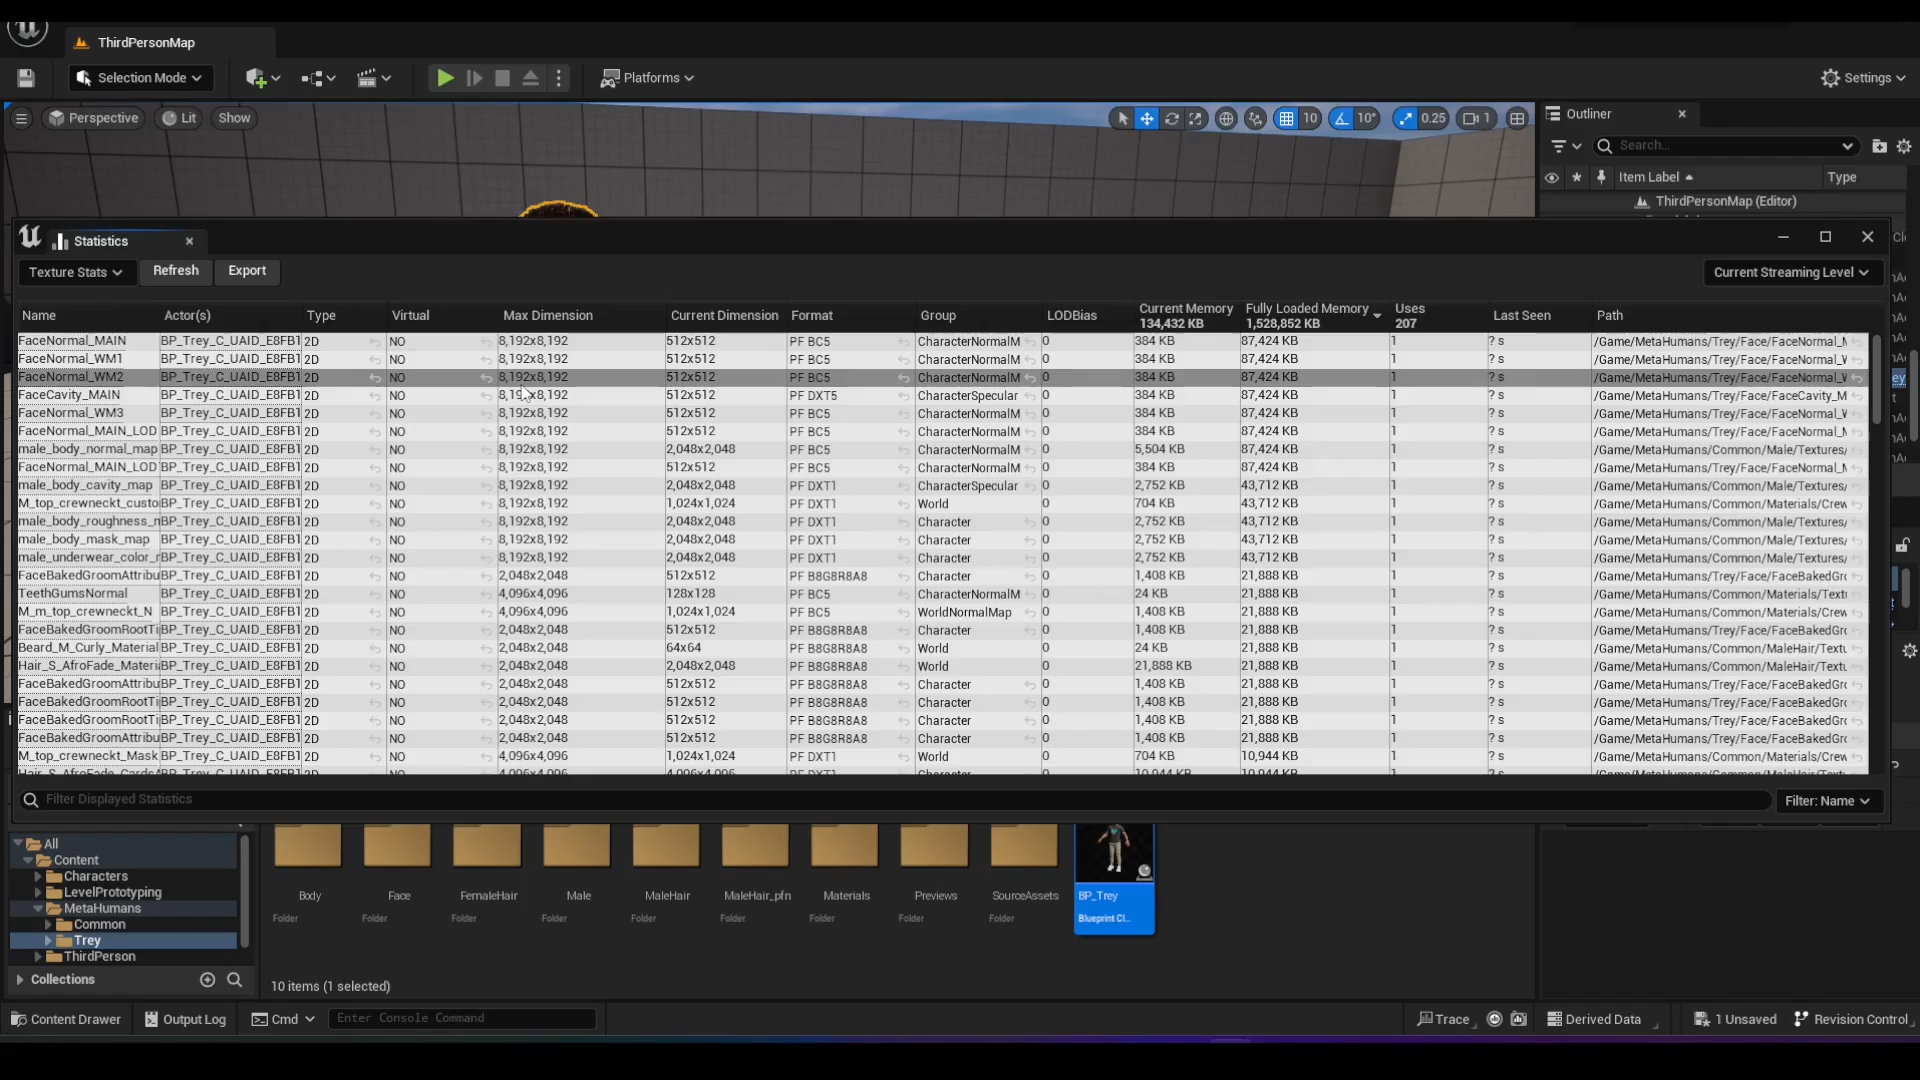 ThirdPersonMap
Selection Mode
Platforms
Settings
Perspective
Lit
Show
10
10°
0.25
1
Outliner
Search...
Item Label
Type
ThirdPersonMap (Editor)
Statistics
Texture Stats
Refresh
Export
Current Streaming Level
Name Actor(s) Type Virtual Max Dimension Current Dimension Format Group LODBias Current Memory 134,432 KB Fully Loaded Memory 1,528,852 KB Uses 207 Last Seen Path
FaceNormal_MAIN BP_Trey_C_UAID_E8FB1 2D NO 8,192x8,192 512x512 PF BC5 CharacterNormalM 0 384 KB 87,424 KB 1 ? s /Game/MetaHumans/Trey/Face/FaceNormal_M
FaceNormal_WM1 BP_Trey_C_UAID_E8FB1 2D NO 8,192x8,192 512x512 PF BC5 CharacterNormalM 0 384 KB 87,424 KB 1 ? s /Game/MetaHumans/Trey/Face/FaceNormal_W
FaceNormal_WM2 BP_Trey_C_UAID_E8FB1 2D NO 8,192x8,192 512x512 PF BC5 CharacterNormalM 0 384 KB 87,424 KB 1 ? s /Game/MetaHumans/Trey/Face/FaceNormal_W
FaceCavity_MAIN BP_Trey_C_UAID_E8FB1 2D NO 8,192x8,192 512x512 PF DXT5 CharacterSpecular 0 384 KB 87,424 KB 1 ? s /Game/MetaHumans/Trey/Face/FaceCavity_M
FaceNormal_WM3 BP_Trey_C_UAID_E8FB1 2D NO 8,192x8,192 512x512 PF BC5 CharacterNormalM 0 384 KB 87,424 KB 1 ? s /Game/MetaHumans/Trey/Face/FaceNormal_W
FaceNormal_MAIN_LOD BP_Trey_C_UAID_E8FB1 2D NO 8,192x8,192 512x512 PF BC5 CharacterNormalM 0 384 KB 87,424 KB 1 ? s /Game/MetaHumans/Trey/Face/FaceNormal_M
male_body_normal_map BP_Trey_C_UAID_E8FB1 2D NO 8,192x8,192 2,048x2,048 PF BC5 CharacterNormalM 0 5,504 KB 87,424 KB 1 ? s /Game/MetaHumans/Common/Male/Textures/
FaceNormal_MAIN_LOD BP_Trey_C_UAID_E8FB1 2D NO 8,192x8,192 512x512 PF BC5 CharacterNormalM 0 384 KB 87,424 KB 1 ? s /Game/MetaHumans/Trey/Face/FaceNormal_M
male_body_cavity_map BP_Trey_C_UAID_E8FB1 2D NO 8,192x8,192 2,048x2,048 PF DXT1 CharacterSpecular 0 2,752 KB 43,712 KB 1 ? s /Game/MetaHumans/Common/Male/Textures/
M_top_crewneckt_custo BP_Trey_C_UAID_E8FB1 2D NO 8,192x8,192 1,024x1,024 PF DXT1 World 0 704 KB 43,712 KB 1 ? s /Game/MetaHumans/Common/Materials/Crew
male_body_roughness_n BP_Trey_C_UAID_E8FB1 2D NO 8,192x8,192 2,048x2,048 PF DXT1 Character 0 2,752 KB 43,712 KB 1 ? s /Game/MetaHumans/Common/Male/Textures/
male_body_mask_map BP_Trey_C_UAID_E8FB1 2D NO 8,192x8,192 2,048x2,048 PF DXT1 Character 0 2,752 KB 43,712 KB 1 ? s /Game/MetaHumans/Common/Male/Textures/
male_underwear_color_r BP_Trey_C_UAID_E8FB1 2D NO 8,192x8,192 2,048x2,048 PF DXT1 Character 0 2,752 KB 43,712 KB 1 ? s /Game/MetaHumans/Common/Male/Textures/
FaceBakedGroomAttribu BP_Trey_C_UAID_E8FB1 2D NO 2,048x2,048 512x512 PF B8G8R8A8 Character 0 1,408 KB 21,888 KB 1 ? s /Game/MetaHumans/Trey/Face/FaceBakedGrc
TeethGumsNormal BP_Trey_C_UAID_E8FB1 2D NO 4,096x4,096 128x128 PF BC5 CharacterNormalM 0 24 KB 21,888 KB 1 ? s /Game/MetaHumans/Common/Materials/Textu
M_m_top_crewneckt_N BP_Trey_C_UAID_E8FB1 2D NO 4,096x4,096 1,024x1,024 PF BC5 WorldNormalMap 0 1,408 KB 21,888 KB 1 ? s /Game/MetaHumans/Common/Materials/Crew
FaceBakedGroomRootTi BP_Trey_C_UAID_E8FB1 2D NO 2,048x2,048 512x512 PF B8G8R8A8 Character 0 1,408 KB 21,888 KB 1 ? s /Game/MetaHumans/Trey/Face/FaceBakedGrc
Beard_M_Curly_Material BP_Trey_C_UAID_E8FB1 2D NO 2,048x2,048 64x64 PF B8G8R8A8 World 0 24 KB 21,888 KB 1 ? s /Game/MetaHumans/Common/MaleHair/Textu
Hair_S_AfroFade_Materi BP_Trey_C_UAID_E8FB1 2D NO 2,048x2,048 2,048x2,048 PF B8G8R8A8 World 0 21,888 KB 21,888 KB 1 ? s /Game/MetaHumans/Common/MaleHair/Textu
FaceBakedGroomAttribu BP_Trey_C_UAID_E8FB1 2D NO 2,048x2,048 512x512 PF B8G8R8A8 Character 0 1,408 KB 21,888 KB 1 ? s /Game/MetaHumans/Trey/Face/FaceBakedGrc
FaceBakedGroomRootTi BP_Trey_C_UAID_E8FB1 2D NO 2,048x2,048 512x512 PF B8G8R8A8 Character 0 1,408 KB 21,888 KB 1 ? s /Game/MetaHumans/Trey/Face/FaceBakedGrc
FaceBakedGroomRootTi BP_Trey_C_UAID_E8FB1 2D NO 2,048x2,048 512x512 PF B8G8R8A8 Character 0 1,408 KB 21,888 KB 1 ? s /Game/MetaHumans/Trey/Face/FaceBakedGrc
FaceBakedGroomAttribu BP_Trey_C_UAID_E8FB1 2D NO 2,048x2,048 512x512 PF B8G8R8A8 Character 0 1,408 KB 21,888 KB 1 ? s /Game/MetaHumans/Trey/Face/FaceBakedGrc
M_top_crewneckt_Mask BP_Trey_C_UAID_E8FB1 2D NO 4,096x4,096 1,024x1,024 PF DXT1 World 0 704 KB 10,944 KB 1 ? s /Game/MetaHumans/Common/Materials/Crew
Filter Displayed Statistics
Filter: Name
All
Content
Characters
LevelPrototyping
MetaHumans
Common
Trey
ThirdPerson
Collections
Body Face FemaleHair Male MaleHair MaleHair_pfn Materials Previews SourceAssets BP_Trey
Folder Folder Folder Folder Folder Folder Folder Folder Folder Blueprint Cl...
10 items (1 selected)
Content Drawer
Output Log
Cmd
Enter Console Command
Trace
Derived Data
1 Unsaved
Revision Control